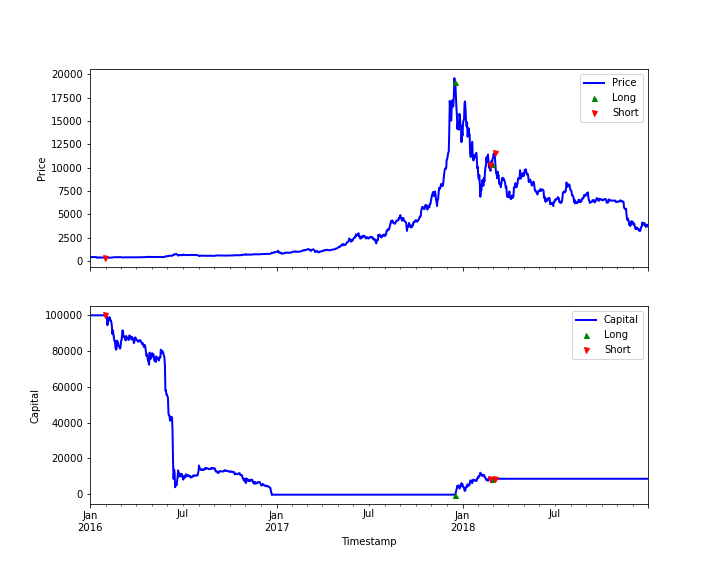 20000
17500
15000
12500
10000
7500
5000
2500
0
Price
Price
Long
Short
100000
80000
60000
40000
20000
0
Capital
Capital
Long
Short
Jan
2016
Jul
Jan
2017
Jul
Jan
2018
Jul
Timestamp